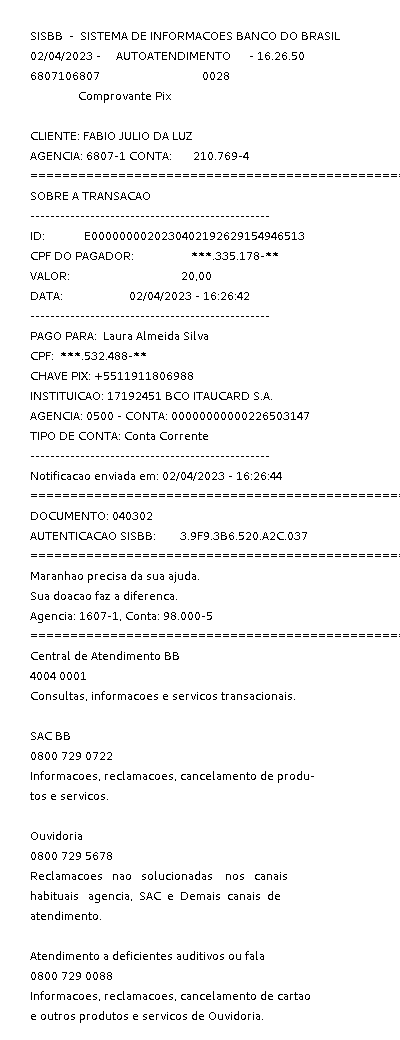 SISBB - SISTEMA DE INFORMACOES BANCO DO BRASIL
02/04/2023 - AUTOATENDIMENTO - 16.26.50
6807106807 0028
Comprovante Pix
CLIENTE: FABIO JULIO DA LUZ
AGENCIA: 6807-1 CONTA: 210.769-4
================================================
SOBRE A TRANSACAO
------------------------------------------------
ID: E0000000020230402192629154946513
CPF DO PAGADOR: ***.335.178-**
VALOR: 20,00
DATA: 02/04/2023 - 16:26:42
------------------------------------------------
PAGO PARA: Laura Almeida Silva
CPF: ***.532.488-**
CHAVE PIX: +5511911806988
INSTITUICAO: 17192451 BCO ITAUCARD S.A.
AGENCIA: 0500 - CONTA: 00000000000226503147
TIPO DE CONTA: Conta Corrente
------------------------------------------------
Notificacao enviada em: 02/04/2023 - 16:26:44
================================================
DOCUMENTO: 040302
AUTENTICACAO SISBB: 3.9F9.3B6.520.A2C.037
================================================
Maranhao precisa da sua ajuda.
Sua doacao faz a diferenca.
Agencia: 1607-1, Conta: 98.000-5
================================================
Central de Atendimento BB
4004 0001
Consultas, informacoes e servicos transacionais.
SAC BB
0800 729 0722
Informacoes, reclamacoes, cancelamento de produ-
tos e servicos.
Ouvidoria
0800 729 5678
Reclamacoes nao solucionadas nos canais
habituais agencia, SAC e Demais canais de
atendimento.
Atendimento a deficientes auditivos ou fala
0800 729 0088
Informacoes, reclamacoes, cancelamento de cartao
e outros produtos e servicos de Ouvidoria.